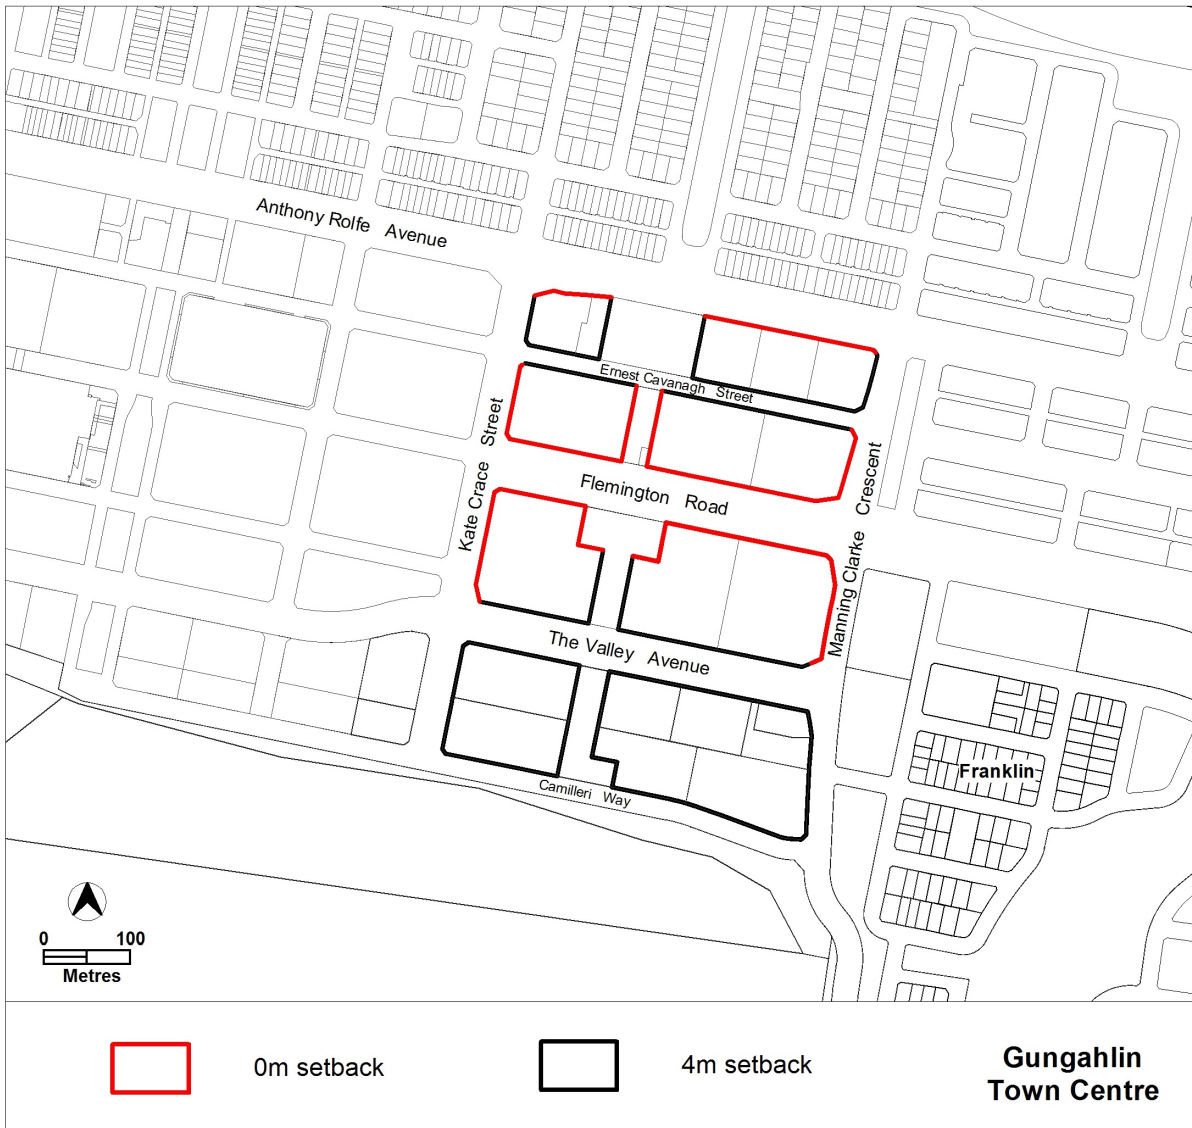 Anthony Rolfe Avenue
Ernest Cavanagh Street
Kate Crace Street
Flemington Road
Manning Clarke Crescent
The Valley Avenue
Franklin
Camilleri Way
0 100
Metres
0m setback
4m setback
Gungahlin
Town Centre